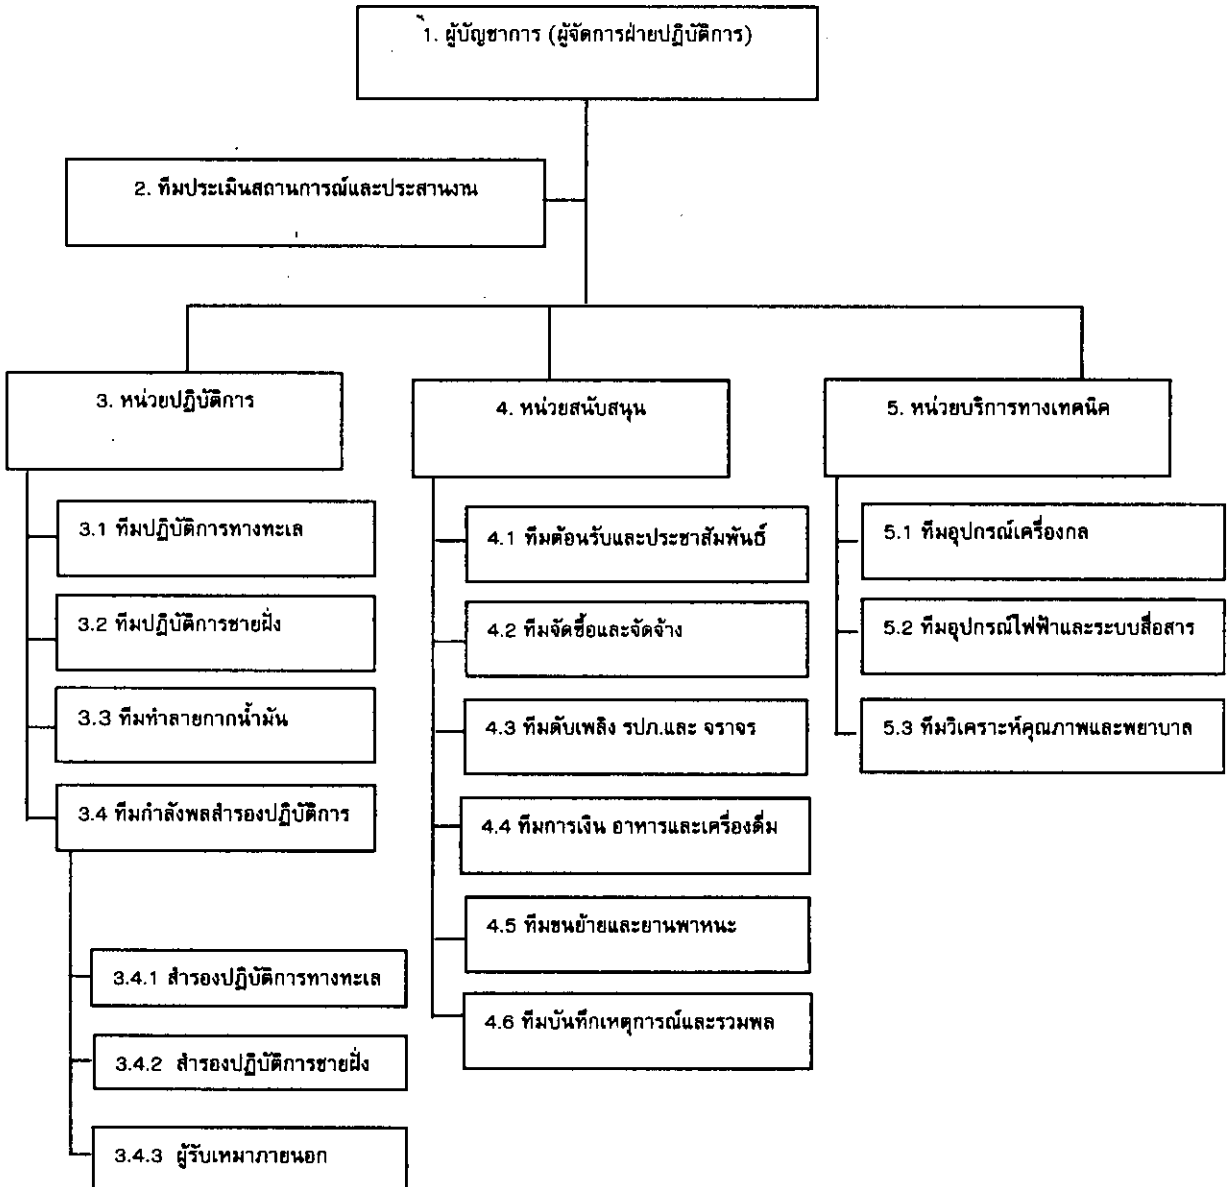 1. ผู้บัญชาการ (ผู้จัดการฝ่ายปฏิบัติการ)
2. ทีมประเมินสถานการณ์และประสานงาน
3. หน่วยปฏิบัติการ
3.1 ทีมปฏิบัติการทางทะเล
3.2 ทีมปฏิบัติการชายฝั่ง
3.3 ทีมทำลายกากน้ำมัน
3.4 ทีมกำลังพลสำรองปฏิบัติการ
3.4.1 สำรองปฏิบัติการทางทะเล
3.4.2 สำรองปฏิบัติการชายฝั่ง
3.4.3 ผู้รับเหมาภายนอก
4. หน่วยสนับสนุน
4.1 ทีมต้อนรับและประชาสัมพันธ์
4.2 ทีมจัดซื้อและจัดจ้าง
4.3 ทีมดับเพลิง รปภ.และ จราจร
4.4 ทีมการเงิน อาหารและเครื่องดื่ม
4.5 ทีมขนย้ายและยานพาหนะ
4.6 ทีมบันทึกเหตุการณ์และรวมพล
5. หน่วยบริการทางเทคนิค
5.1 ทีมอุปกรณ์เครื่องกล
5.2 ทีมอุปกรณ์ไฟฟ้าและระบบสื่อสาร
5.3 ทีมวิเคราะห์คุณภาพและพยาบาล